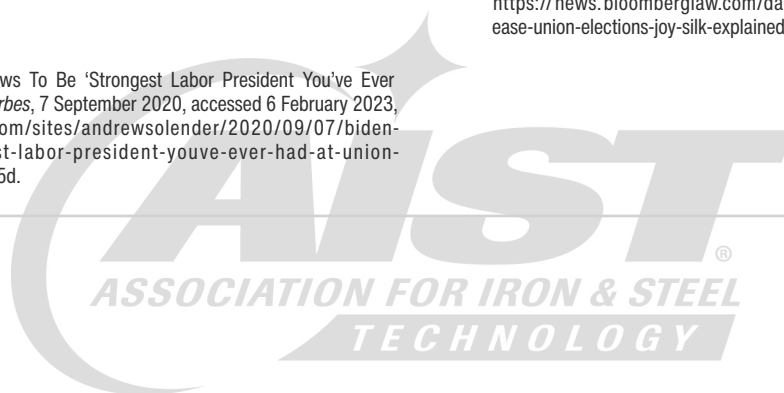 https://news.bloomberglaw.com/da
ease-union-elections-joy-silk-explained
ws To Be ‘Strongest Labor President You’ve Ever
rbes, 7 September 2020, accessed 6 February 2023,
om/sites/andrewsolender/2020/09/07/biden-
st-labor-president-youve-ever-had-at-union-
5d.
AIST®
ASSOCIATION FOR IRON & STEEL
TECHNOLOGY